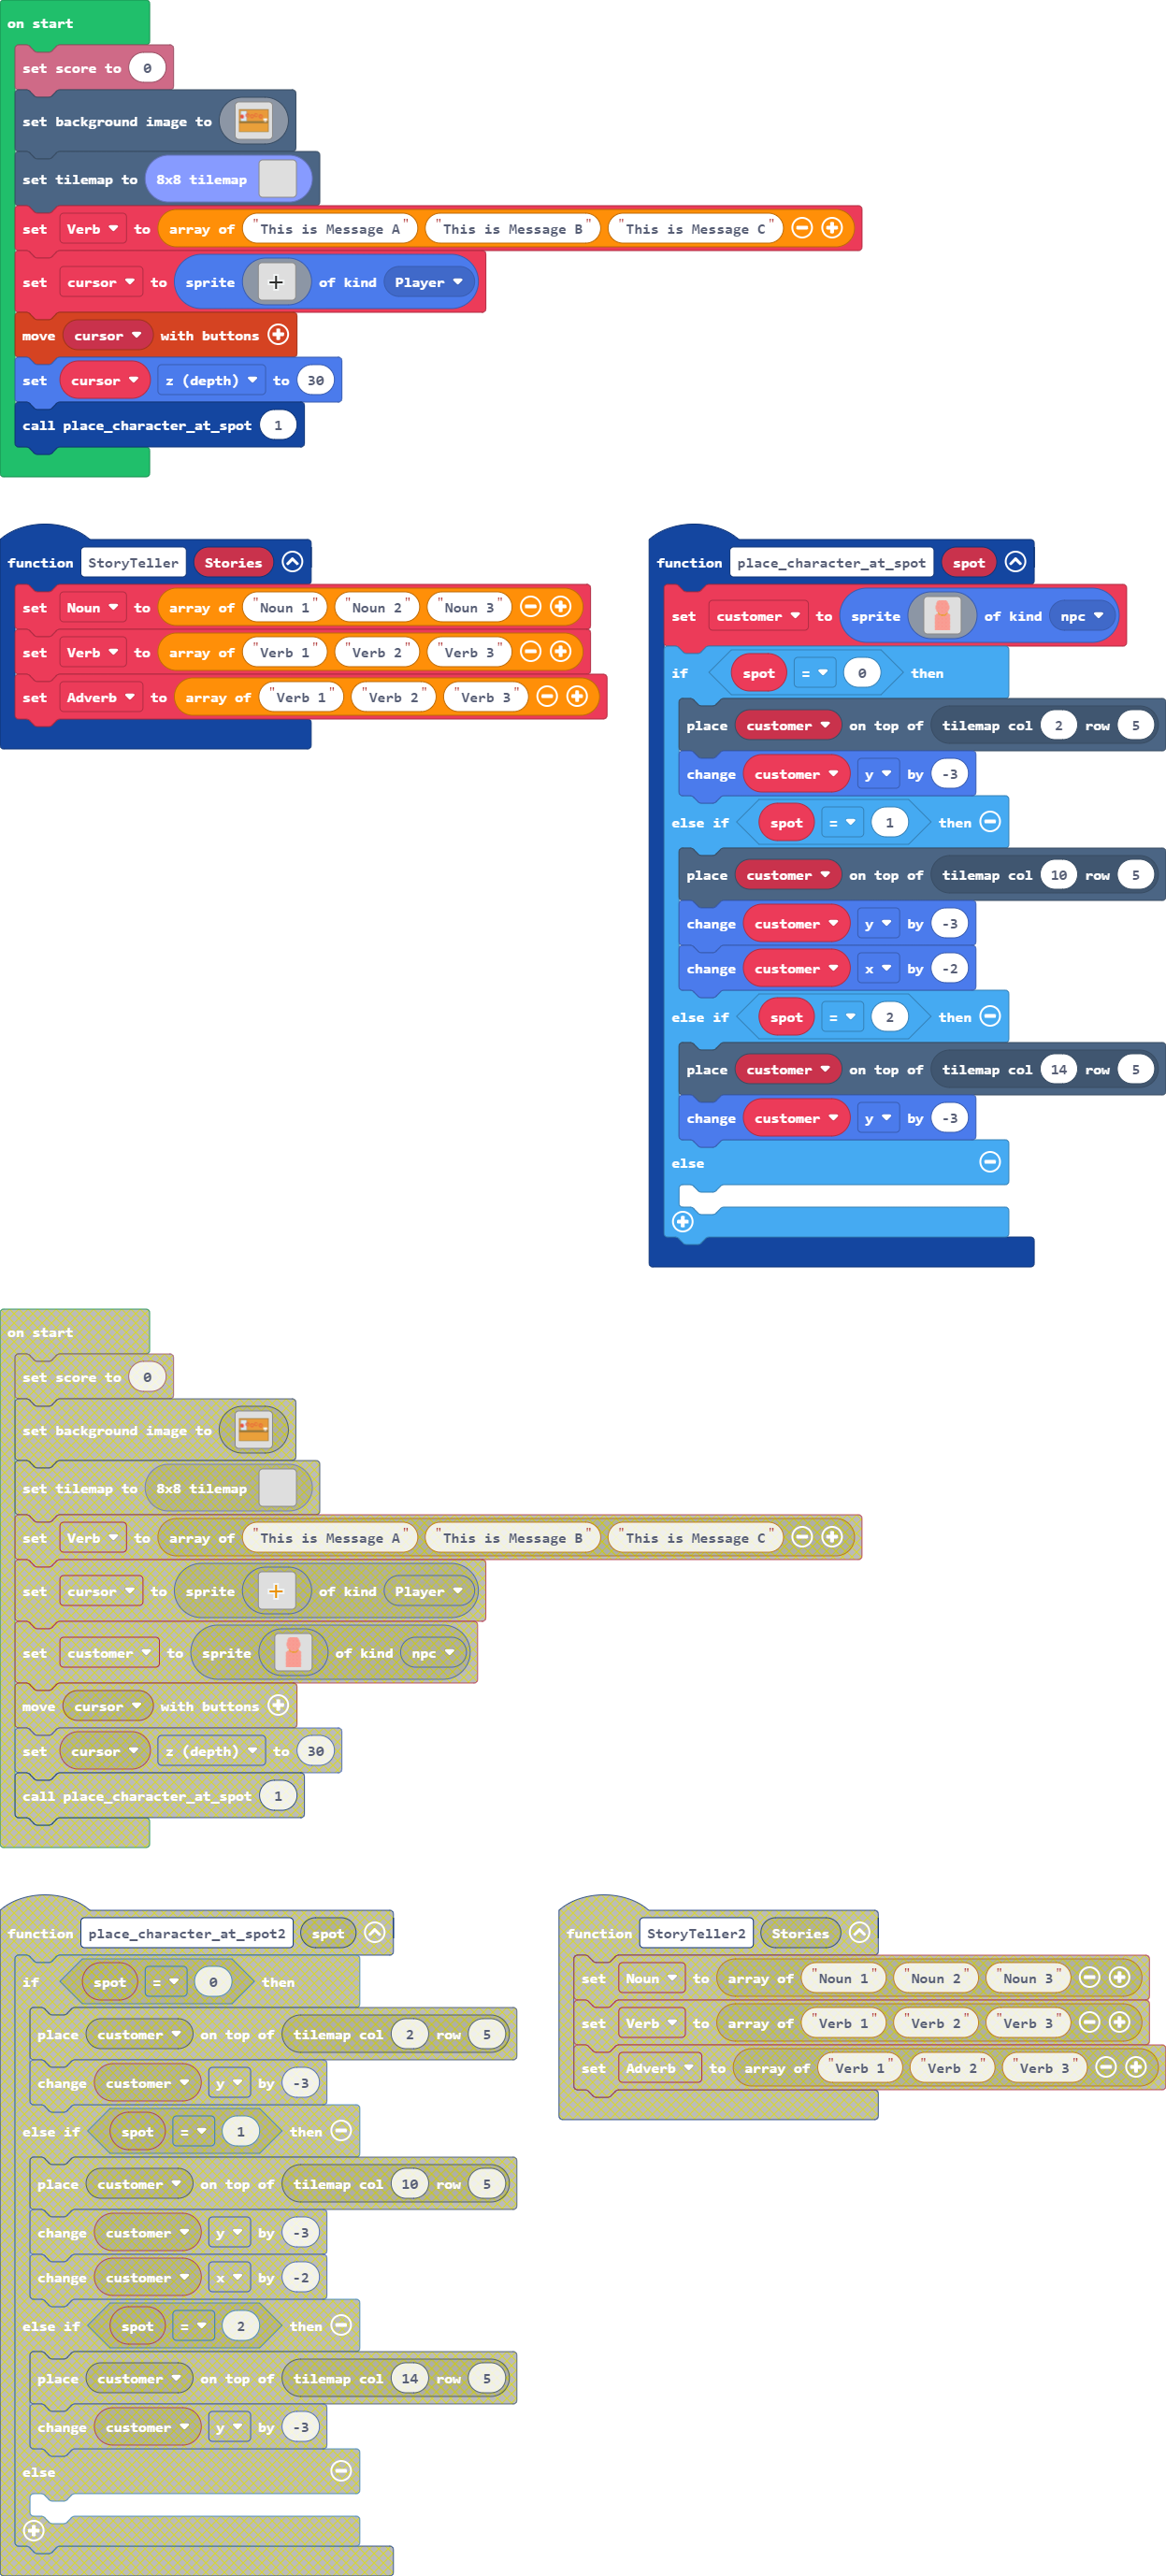 on start
set score to 0
set background image to
set tilemap to 8x8 tilemap
set Verb to array of "This is Message A" "This is Message B" "This is Message C"
set cursor to sprite of kind Player
move cursor with buttons
set cursor z (depth) to 30
call place_character_at_spot 1
function StoryTeller Stories
set Noun to array of "Noun 1" "Noun 2" "Noun 3"
set Verb to array of "Verb 1" "Verb 2" "Verb 3"
set Adverb to array of "Verb 1" "Verb 2" "Verb 3"
function place_character_at_spot spot
set customer to sprite of kind npc
if spot = 0 then
place customer on top of tilemap col 2 row 5
change customer y by -3
else if spot = 1 then
place customer on top of tilemap col 10 row 5
change customer y by -3
change customer x by -2
else if spot = 2 then
place customer on top of tilemap col 14 row 5
change customer y by -3
else
on start
set score to 0
set background image to
set tilemap to 8x8 tilemap
set Verb to array of "This is Message A" "This is Message B" "This is Message C"
set cursor to sprite of kind Player
set customer to sprite of kind npc
move cursor with buttons
set cursor z (depth) to 30
call place_character_at_spot 1
function place_character_at_spot2 spot
if spot = 0 then
place customer on top of tilemap col 2 row 5
change customer y by -3
else if spot = 1 then
place customer on top of tilemap col 10 row 5
change customer y by -3
change customer x by -2
else if spot = 2 then
place customer on top of tilemap col 14 row 5
change customer y by -3
else
function StoryTeller2 Stories
set Noun to array of "Noun 1" "Noun 2" "Noun 3"
set Verb to array of "Verb 1" "Verb 2" "Verb 3"
set Adverb to array of "Verb 1" "Verb 2" "Verb 3"